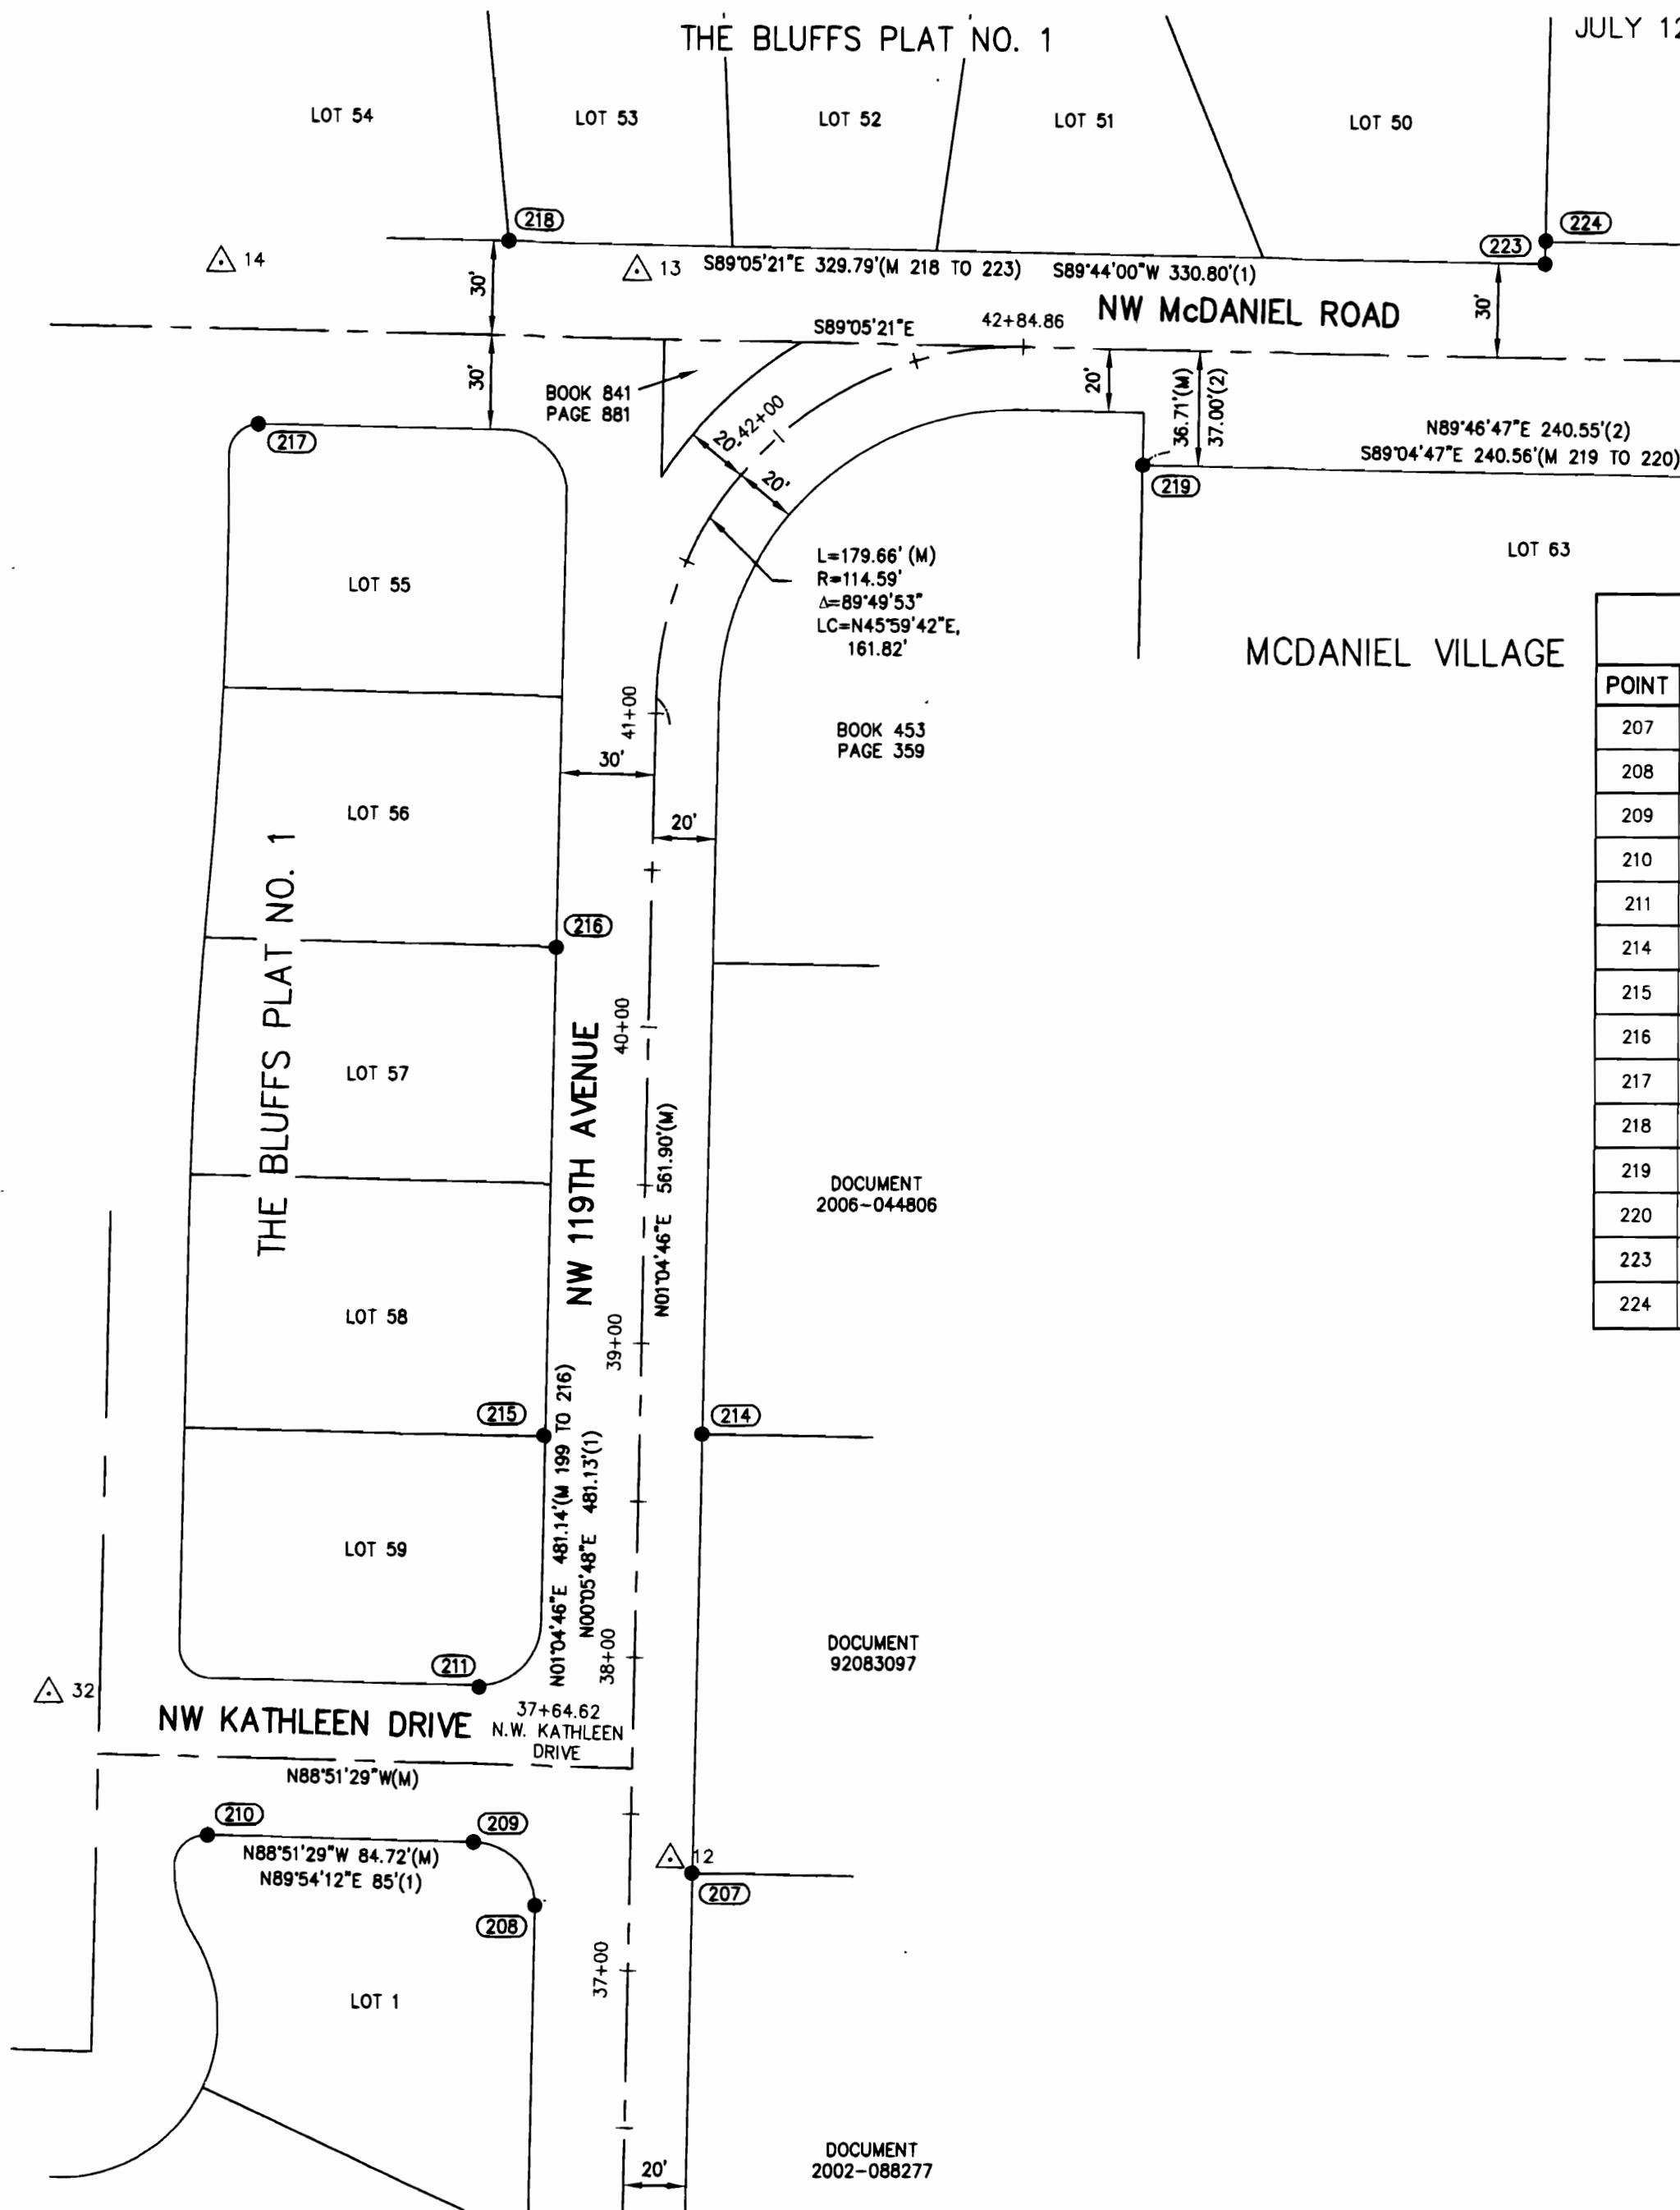 THE BLUFFS PLAT NO. 1
JULY 12
LOT 54
LOT 53
LOT 52
LOT 51
LOT 50
218
224
223
14
13
S89°05'21"E 329.79'(M 218 TO 223)
S89°44'00"W 330.80'(1)
30'
NW McDANIEL ROAD
30'
S89°05'21"E
42+84.86
30'
BOOK 841
PAGE 881
20'
36.71'(M)
37.00'(2)
217
20'
42+00
20'
N89°46'47"E 240.55'(2)
S89°04'47"E 240.56'(M 219 TO 220)
219
LOT 63
L=179.66' (M)
R=114.59'
Δ=89°49'53"
LC=N45°59'42"E,
161.82'
LOT 55
MCDANIEL VILLAGE
POINT
207
208
209
210
211
214
215
216
217
218
219
220
223
224
41+00
BOOK 453
PAGE 359
30'
LOT 56
20'
THE BLUFFS PLAT NO. 1
216
40+00
LOT 57
NW 119TH AVENUE
N01°04'46"E 561.90'(M)
DOCUMENT
2006-044806
LOT 58
39+00
215
214
N01°04'46"E 481.14'(M 199 TO 216)
N00°05'48"E 481.13'(1)
LOT 59
38+00
DOCUMENT
92083097
211
32
NW KATHLEEN DRIVE
37+64.62
N.W. KATHLEEN
DRIVE
N88°51'29"W(M)
210
209
N88°51'29"W 84.72'(M)
N89°54'12"E 85'(1)
12
207
208
37+00
LOT 1
DOCUMENT
2002-088277
20'